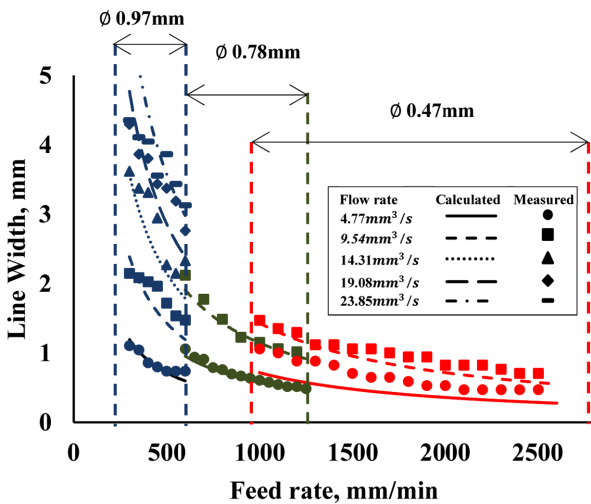 Ø 0.97mm
Ø 0.78mm
Ø 0.47mm
Line Width, mm
5
4
3
2
1
0
Flow rate Calculated Measured
4.77mm³/s
9.54mm³/s
14.31mm³/s
19.08mm³/s
23.85mm³/s
0 500 1000 1500 2000 2500
Feed rate, mm/min